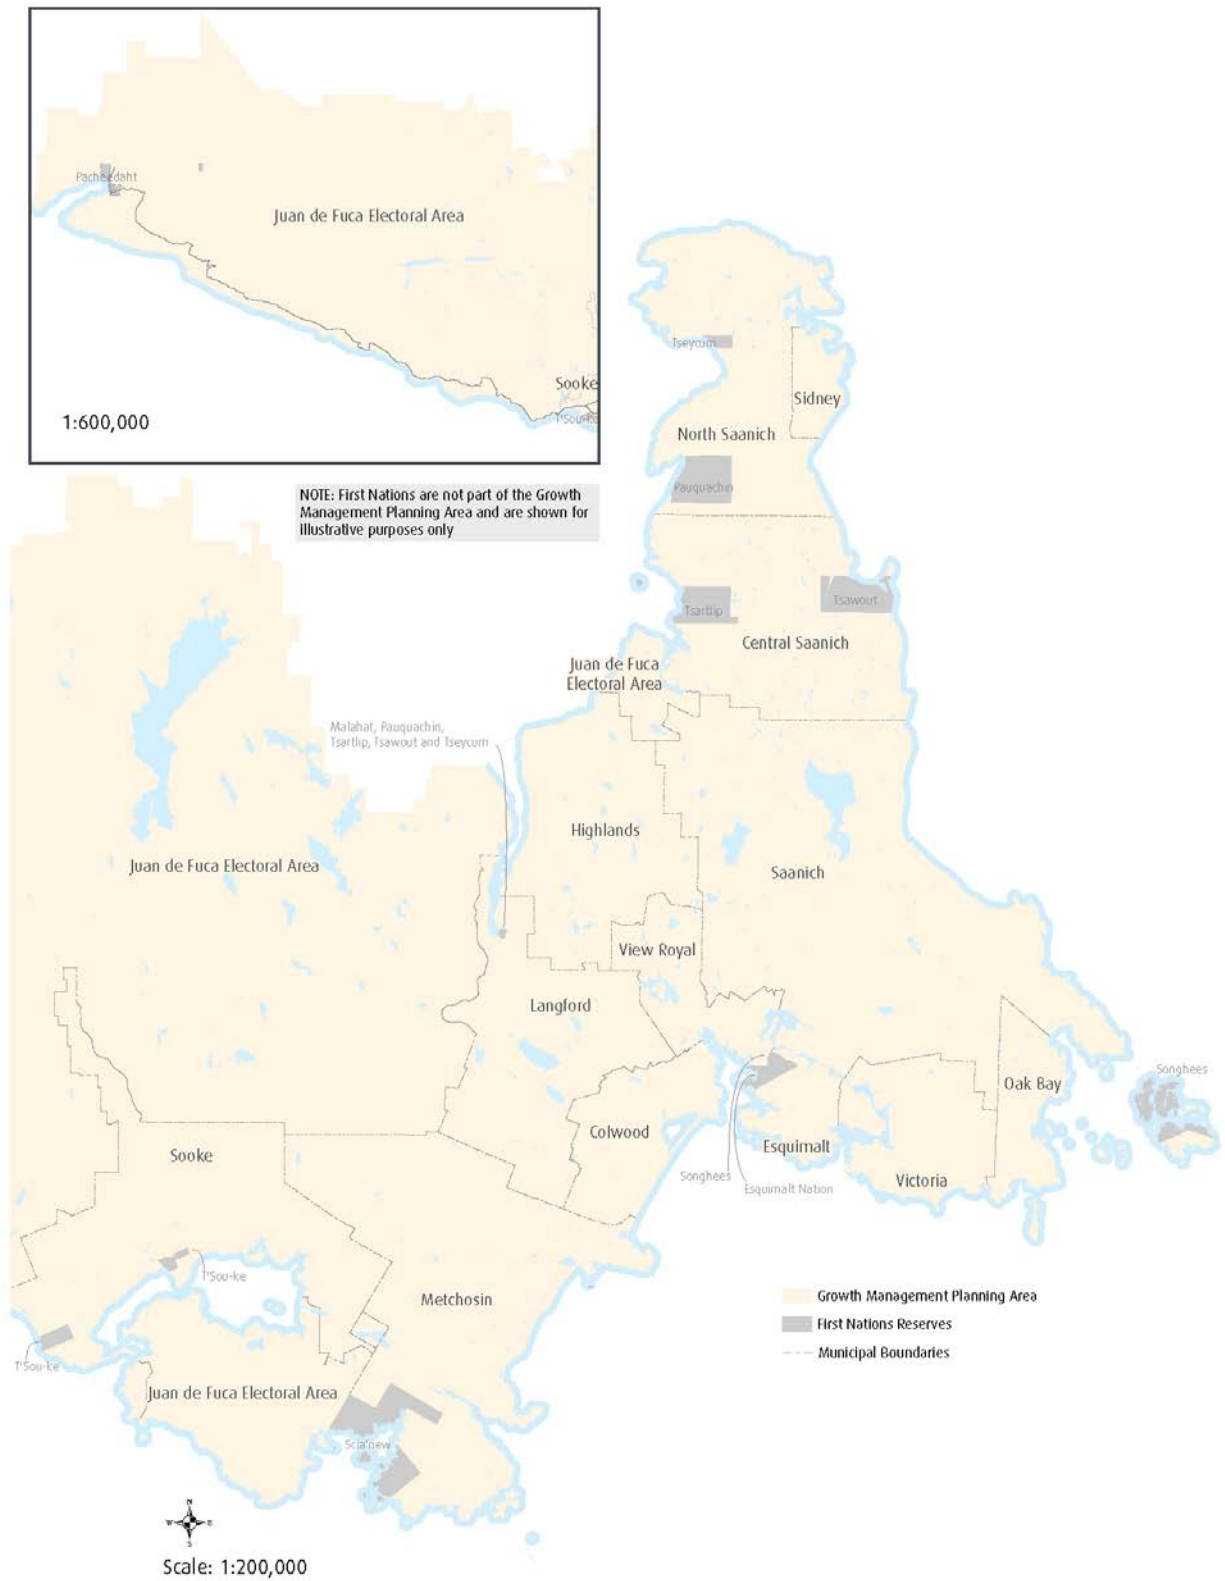 Pacheedaht
Juan de Fuca Electoral Area
Sooke
T'Sou-ke
1:600,000
Tseycum
Sidney
North Saanich
Pauquachin
NOTE: First Nations are not part of the Growth
Management Planning Area and are shown for
illustrative purposes only
Tsartlip
Tsawout
Central Saanich
Juan de Fuca
Electoral Area
Malahat, Pauquachin,
Tsartlip, Tsawout and Tseycum
Highlands
Juan de Fuca Electoral Area
Saanich
View Royal
Langford
Songhees
Oak Bay
Colwood
Esquimalt
Sooke
Songhees
Esquimalt Nation
Victoria
T'Sou-ke
Metchosin
Growth Management Planning Area
First Nations Reserves
Municipal Boundaries
T'Sou-ke
Juan de Fuca Electoral Area
Scia'new
N
W E
S
Scale: 1:200,000